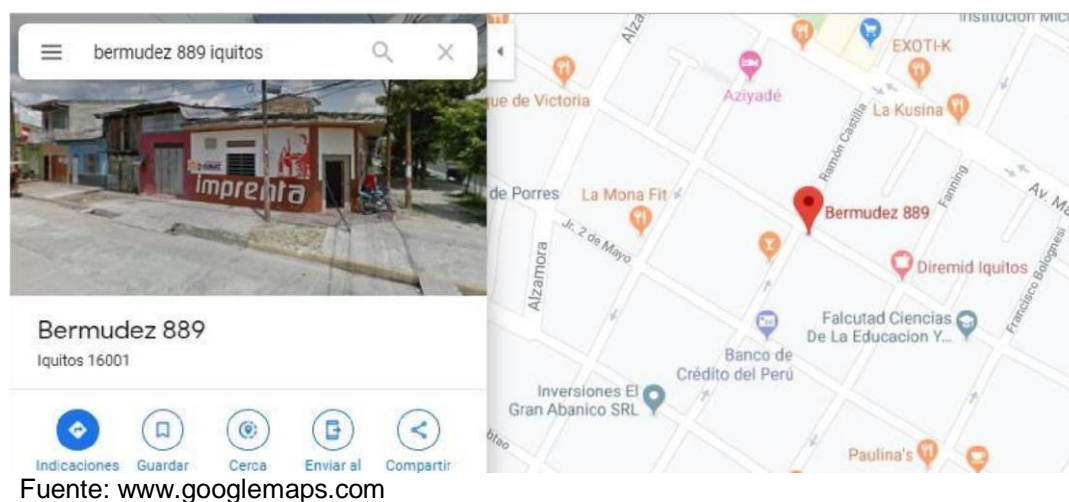 bermudez 889 iquitos
imprenta
Bermudez 889
Iquitos 16001
Indicaciones
Guardar
Cerca
Enviar al
Compartir
EXOTI-K
Aziyadé
que de Victoria
La Kusina
Ramón Castilla
Fanning
Av. Ma
de Porres
La Mona Fit
Bermudez 889
Jr. 2 de Mayo
Alzamora
Diremid Iquitos
Francisco Bolognesi
Falcutad Ciencias
De La Educacion Y...
Banco de
Crédito del Perú
Inversiones El
Gran Abanico SRL
Paulina's
Fuente: www.googlemaps.com